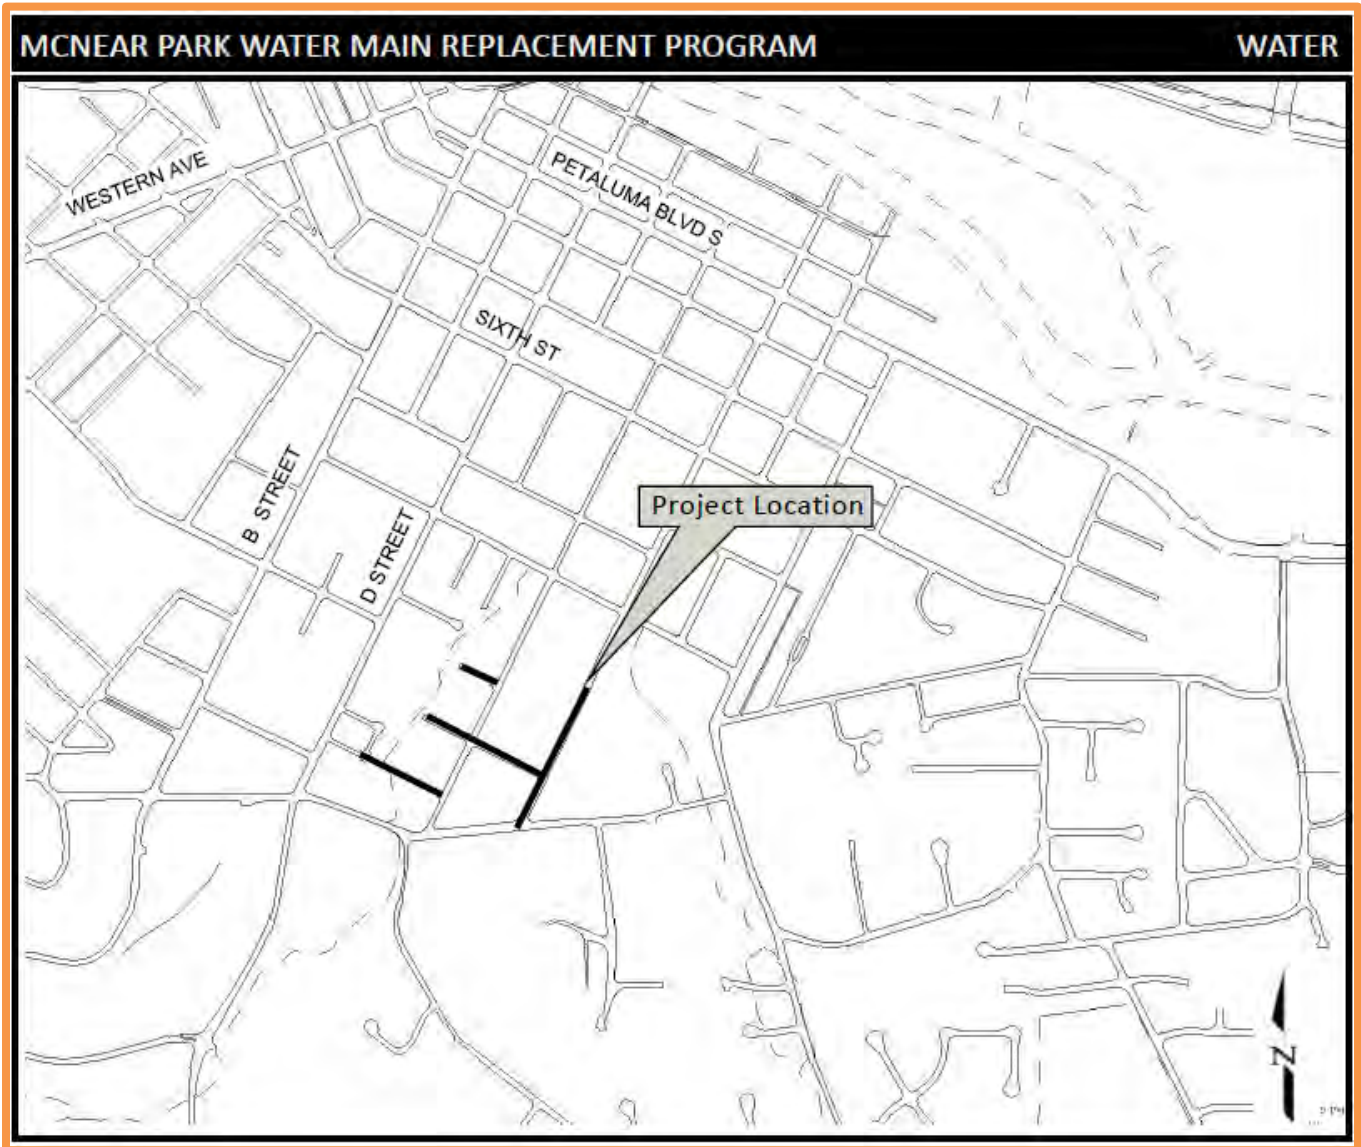 MCNEAR PARK WATER MAIN REPLACEMENT PROGRAM WATER
WESTERN AVE
PETALUMA BLVD S
SIXTH ST
B STREET
D STREET
Project Location
N